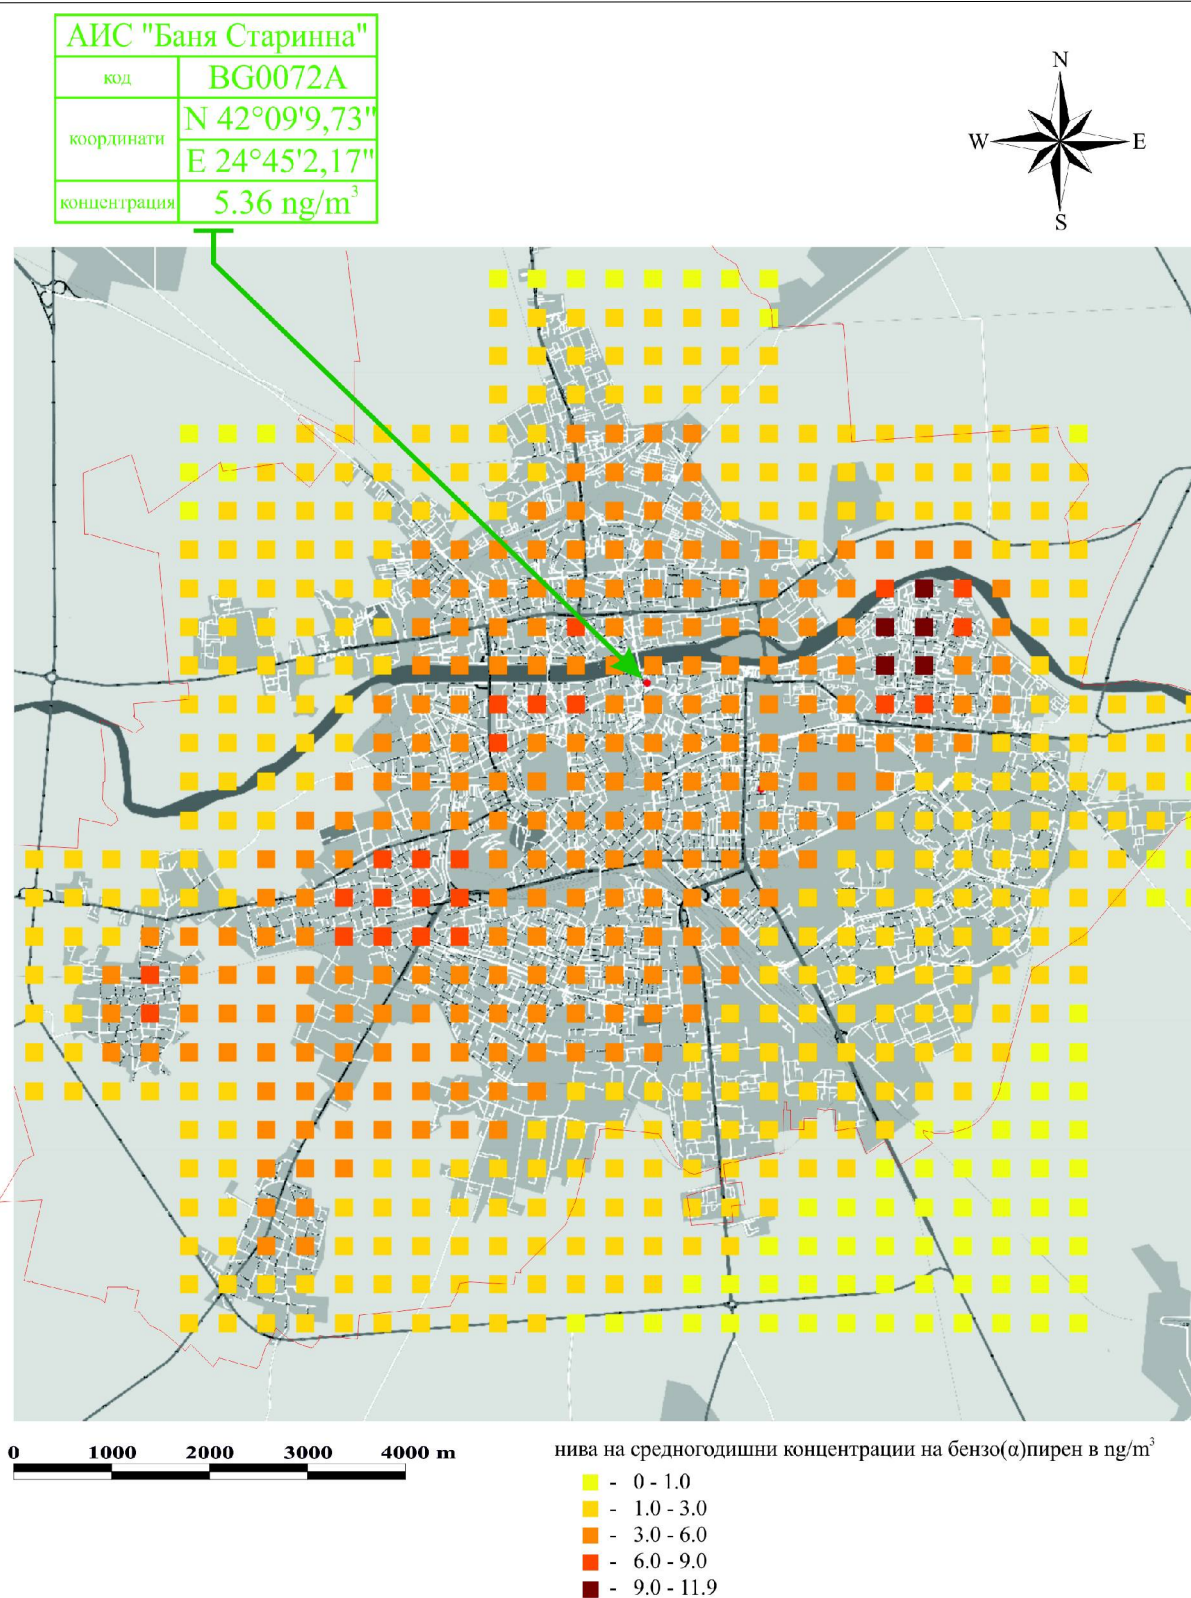 АИС "Баня Старинна"
код BG0072A
координати N 42°09'9,73"
E 24°45'2,17"
концентрация 5.36 ng/m³
N
W E
S
0 1000 2000 3000 4000 m
нива на средногодишни концентрации на бензо(α)пирен в ng/m³
- 0 - 1.0
- 1.0 - 3.0
- 3.0 - 6.0
- 6.0 - 9.0
- 9.0 - 11.9